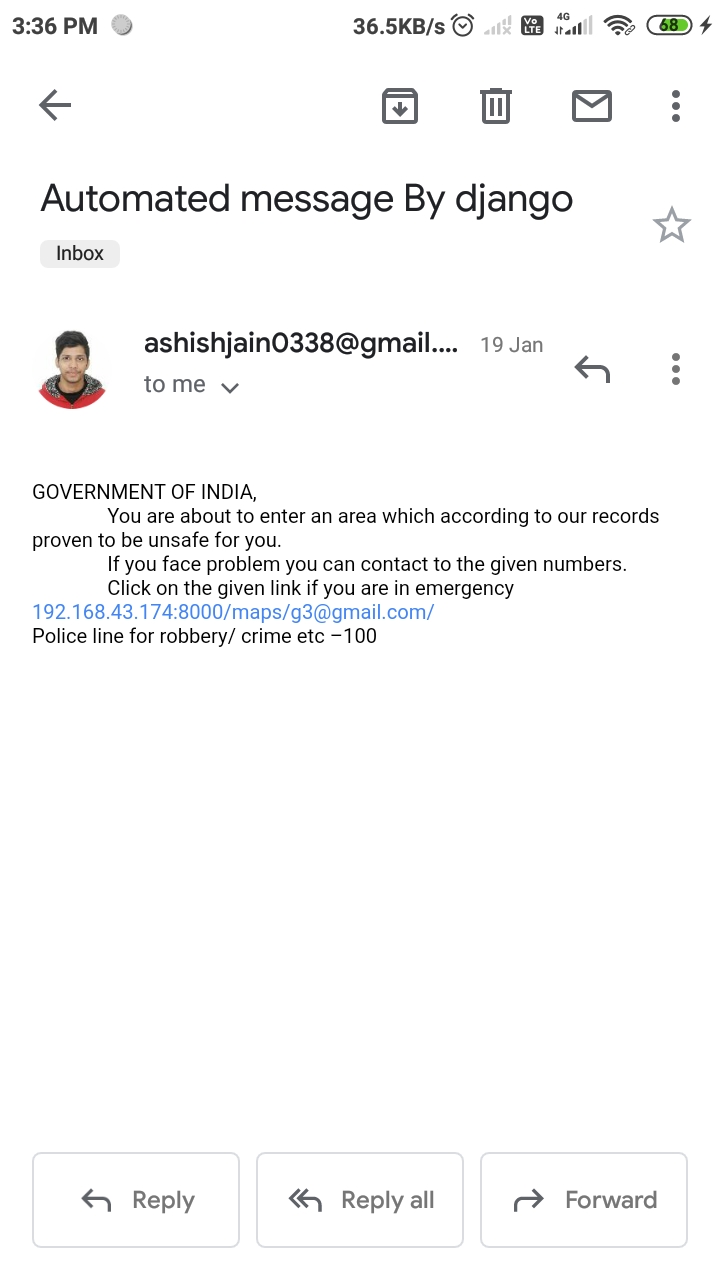 3:36 PM 36.5KB/s Vo LTE 4G 68
Automated message By django
Inbox
ashishjain0338@gmail.... 19 Jan
to me
GOVERNMENT OF INDIA,
You are about to enter an area which according to our records
proven to be unsafe for you.
If you face problem you can contact to the given numbers.
Click on the given link if you are in emergency
192.168.43.174:8000/maps/g3@gmail.com/
Police line for robbery/ crime etc –100
Reply Reply all Forward